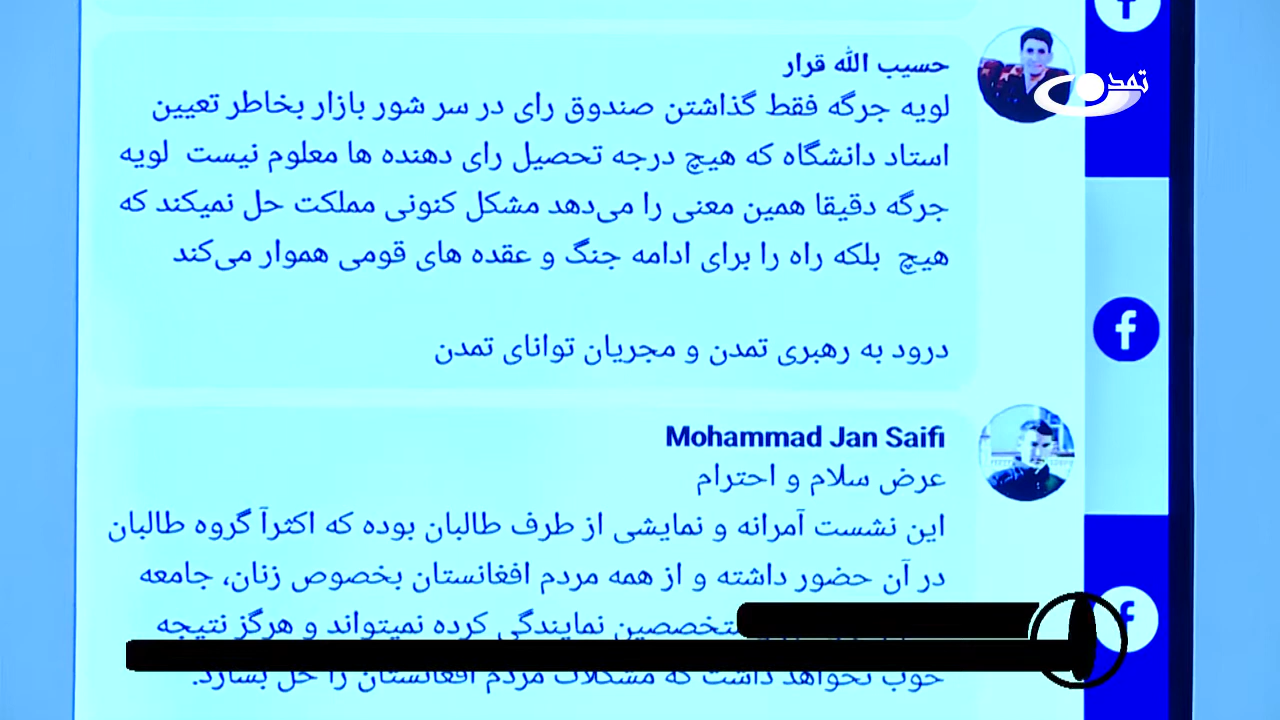 تمدن
حسیب الله قرار
لویه جرگه فقط گذاشتن صندوق رای در سر شور بازار بخاطر تعیین
استاد دانشگاه که هیچ درجه تحصیل رای دهنده ها معلوم نیست لویه
جرگه دقیقا همین معنی را می‌دهد مشکل کنونی مملکت حل نمیکند که
هیچ بلکه راه را برای ادامه جنگ و عقده های قومی هموار می‌کند
درود به رهبری تمدن و مجریان توانای تمدن
Mohammad Jan Saifi
عرض سلام و احترام
این نشست آمرانه و نمایشی از طرف طالبان بوده که اکثرآ گروه طالبان
در آن حضور داشته و از همه مردم افغانستان بخصوص زنان، جامعه
متخصصین نمایندگی کرده نمیتواند و هرگز نتیجه
خوب نخواهد داشت که مشکلات مردم افغانستان را حل بسازد.